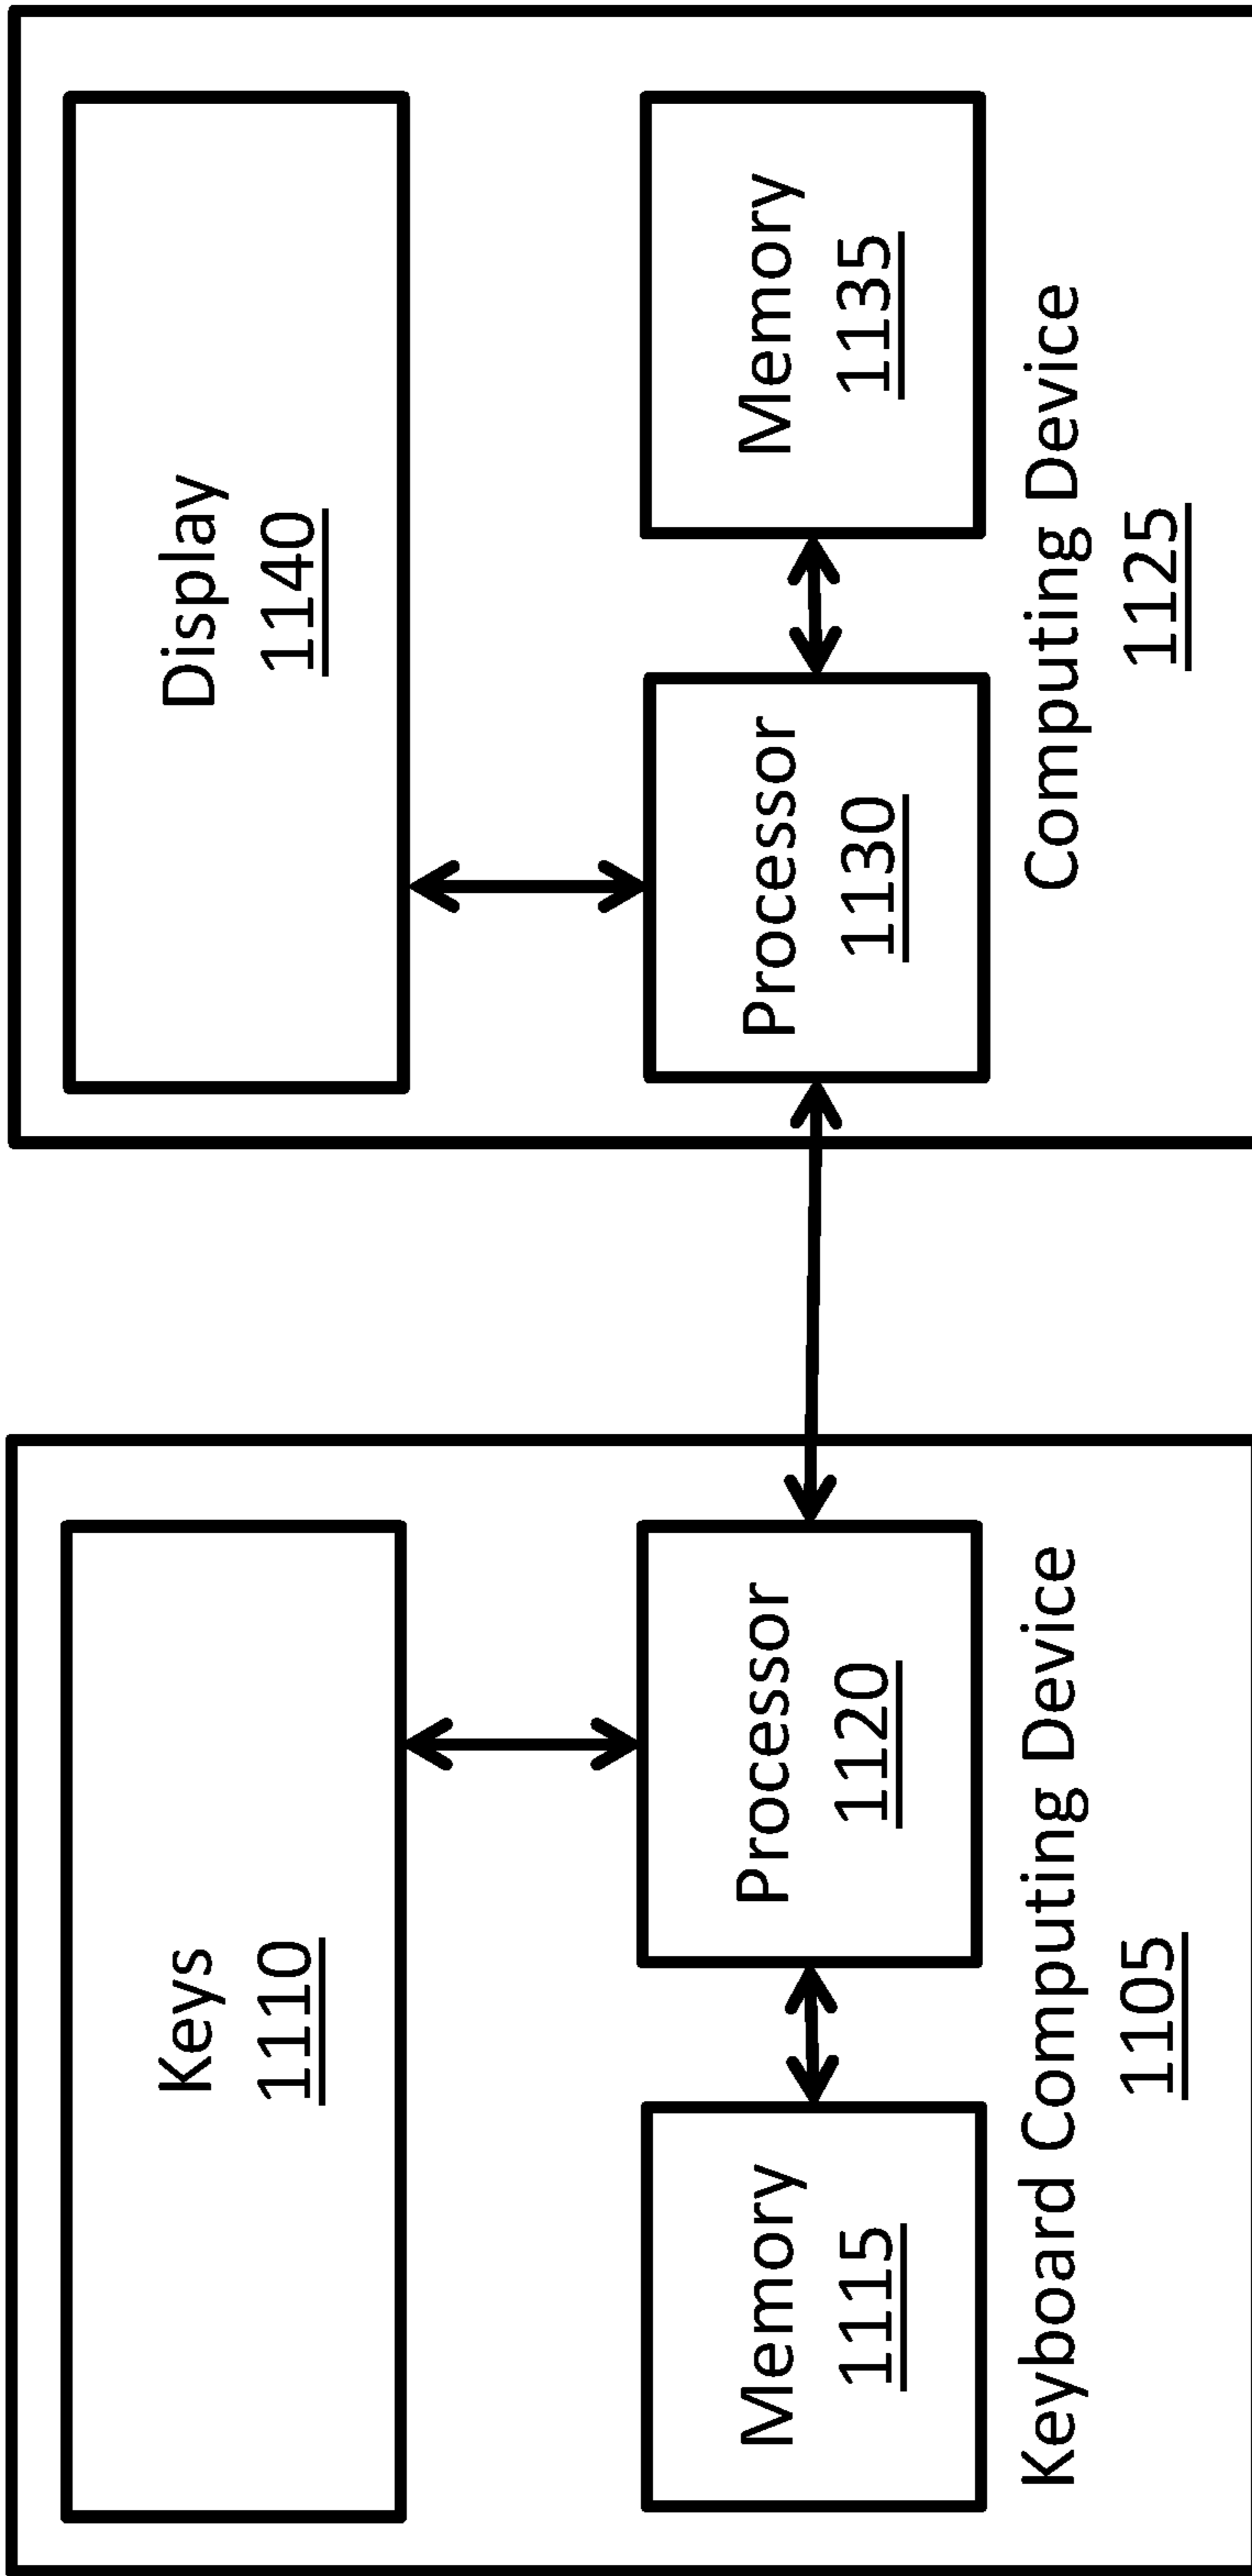 Keys
1110
Memory
1115
Processor
1120
Keyboard Computing Device
1105
Display
1140
Processor
1130
Memory
1135
Computing Device
1125